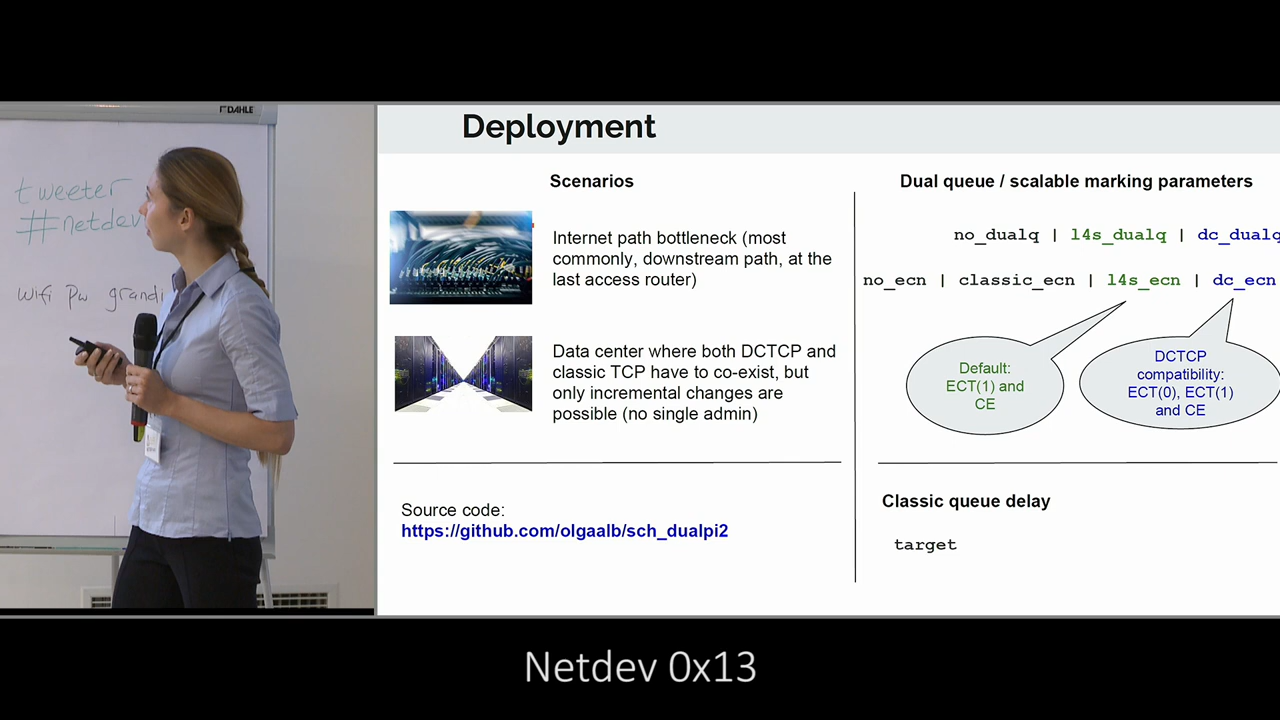 DAHLE
tweeter
#netdev
wifi pw grandi
Deployment
Scenarios
Internet path bottleneck (most
commonly, downstream path, at the
last access router)
Data center where both DCTCP and
classic TCP have to co-exist, but
only incremental changes are
possible (no single admin)
Source code:
https://github.com/olgaalb/sch_dualpi2
Dual queue / scalable marking parameters
no_dualq | l4s_dualq | dc_dualq
no_ecn | classic_ecn | l4s_ecn | dc_ecn
Default:
ECT(1) and
CE
DCTCP
compatibility:
ECT(0), ECT(1)
and CE
Classic queue delay
target
Netdev 0x13